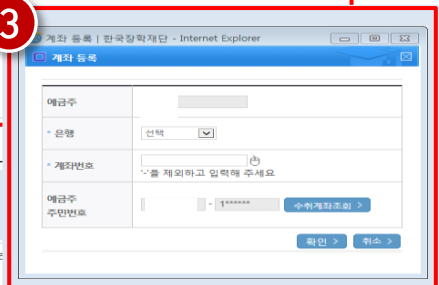 3
계좌 등록 | 한국장학재단 - Internet Explorer
계좌 등록
예금주
* 은행
선택
* 계좌번호
'-'를 제외하고 입력해 주세요
예금주
주민번호
- 1******
수취계좌조회 >
확인 >
취소 >